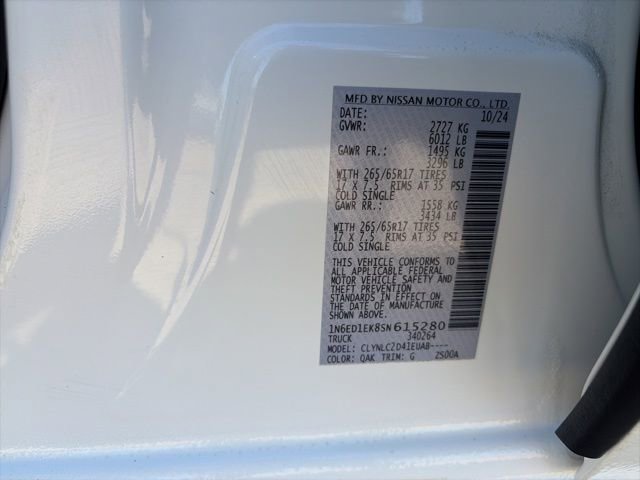 MFD BY NISSAN MOTOR CO., LTD.
DATE: 10/24
GVWR: 2727 KG
6012 LB
GAWR FR.: 1495 KG
3296 LB
WITH 265/65R17 TIRES
17 X 7.5 RIMS AT 35 PSI
COLD SINGLE
GAWR RR.: 1558 KG
3434 LB
WITH 265/65R17 TIRES
17 X 7.5 RIMS AT 35 PSI
COLD SINGLE
THIS VEHICLE CONFORMS TO
ALL APPLICABLE FEDERAL
MOTOR VEHICLE SAFETY AND
THEFT PREVENTION
STANDARDS IN EFFECT ON
THE DATE OF MANUFACTURE
SHOWN ABOVE.
1N6ED1EK8SN615280
TRUCK 340264
MODEL: CLYNLC2D41EUAB----
COLOR: QAK TRIM: G ZS00A